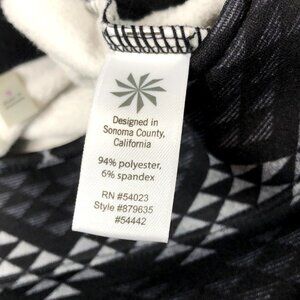 Designed in
Sonoma County,
California
94% polyester,
6% spandex
RN #54023
Style #879635
#54442